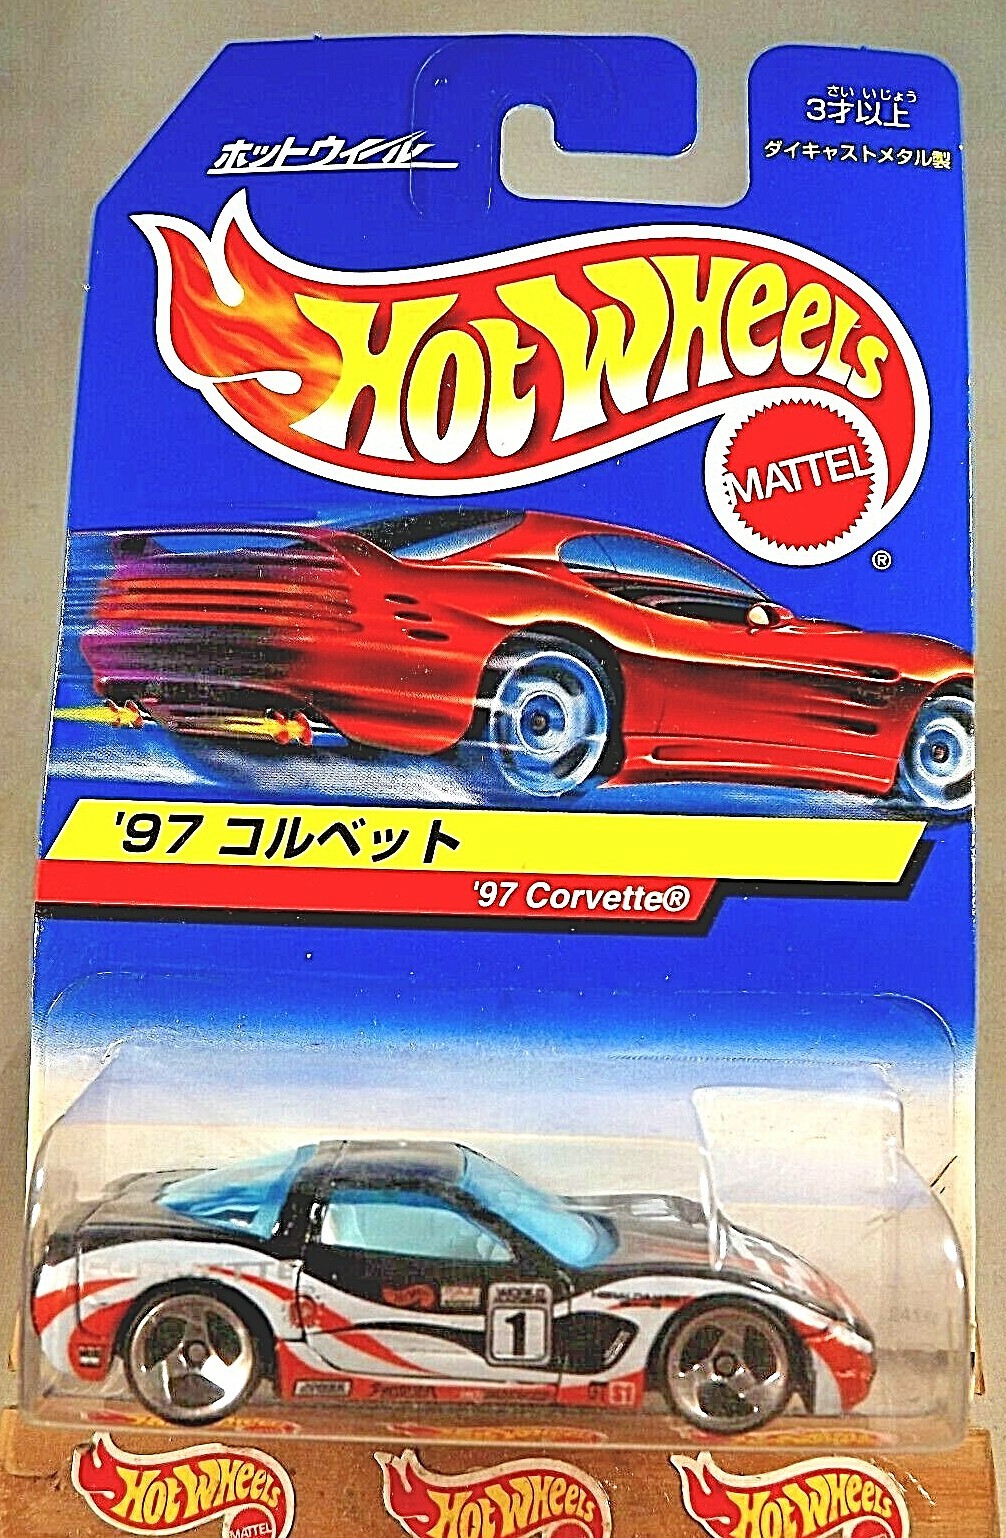 さい いじょう
3才以上
ダイキャストメタル製
ホットウィール
Hot Wheels
MATTEL
®
'97 コルベット
'97 Corvette®
WORLD
1
Hot Wheels
MATTEL
Hot Wheels
Hot Wheels